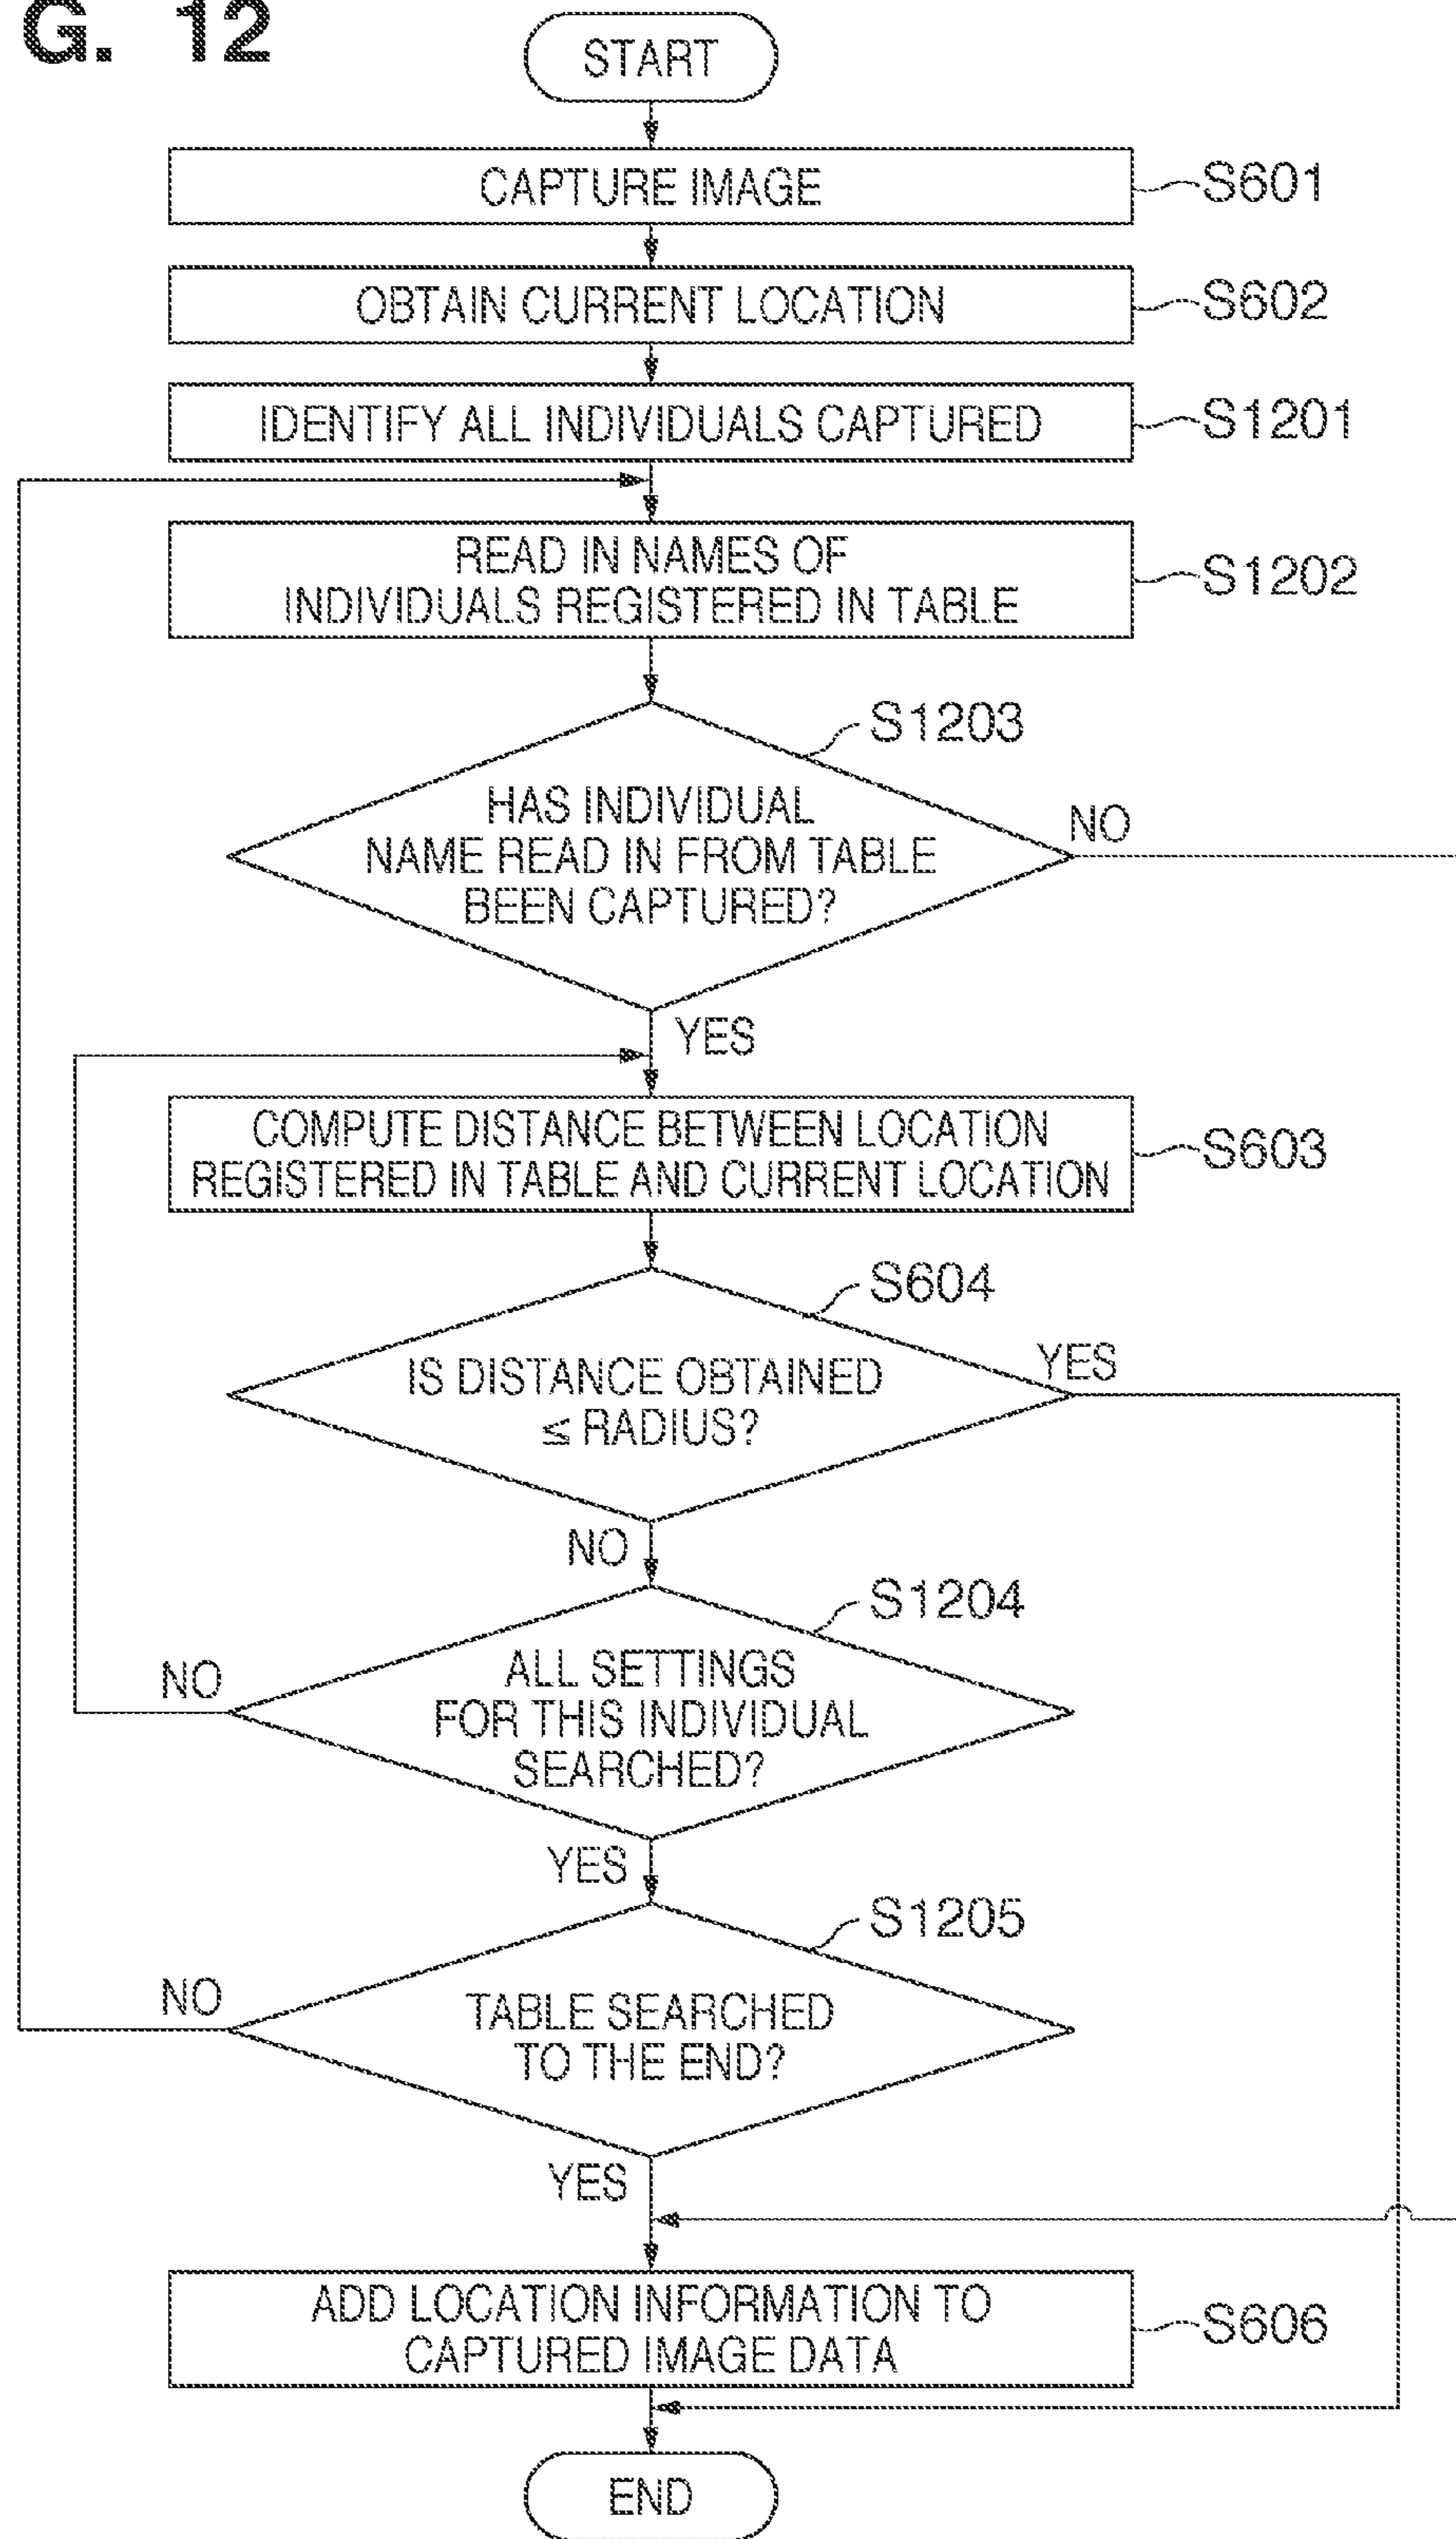 G. 12
START
CAPTURE IMAGE
S601
OBTAIN CURRENT LOCATION
S602
IDENTIFY ALL INDIVIDUALS CAPTURED
S1201
READ IN NAMES OF
INDIVIDUALS REGISTERED IN TABLE
S1202
S1203
HAS INDIVIDUAL
NAME READ IN FROM TABLE
BEEN CAPTURED?
NO
YES
COMPUTE DISTANCE BETWEEN LOCATION
REGISTERED IN TABLE AND CURRENT LOCATION
S603
S604
IS DISTANCE OBTAINED
≤ RADIUS?
YES
NO
S1204
ALL SETTINGS
FOR THIS INDIVIDUAL
SEARCHED?
NO
YES
S1205
TABLE SEARCHED
TO THE END?
NO
YES
ADD LOCATION INFORMATION TO
CAPTURED IMAGE DATA
S606
END